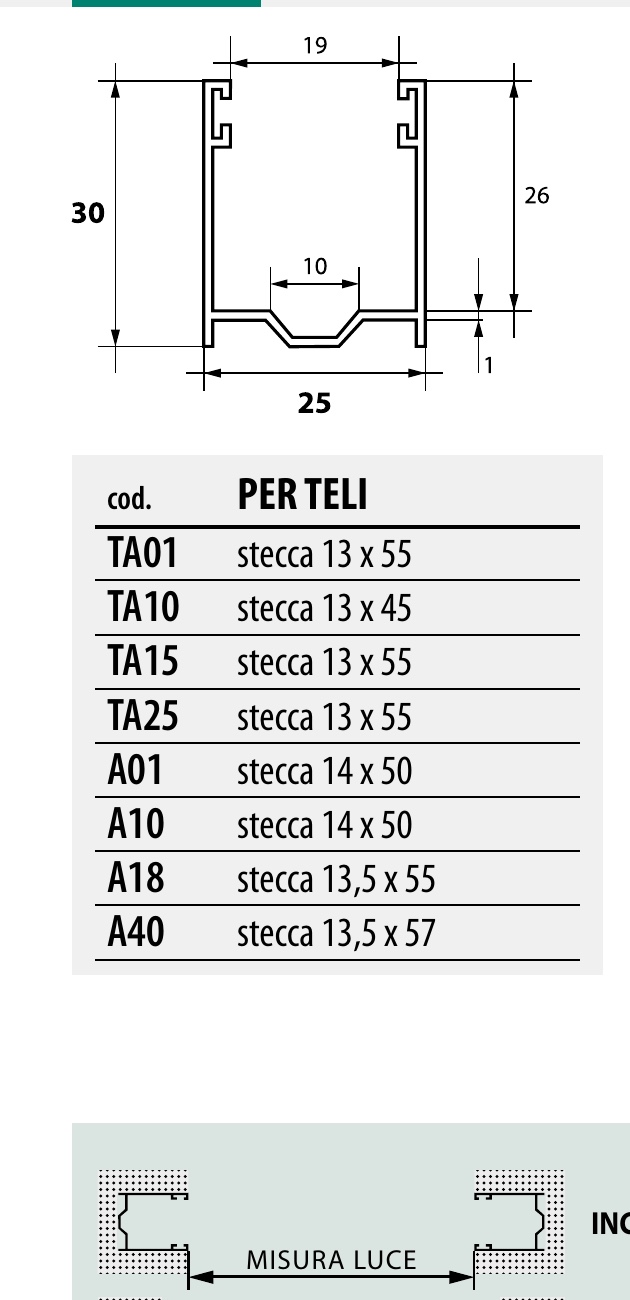 19
30
26
10
1
25
cod. PER TELI
TA01 stecca 13 x 55
TA10 stecca 13 x 45
TA15 stecca 13 x 55
TA25 stecca 13 x 55
A01 stecca 14 x 50
A10 stecca 14 x 50
A18 stecca 13,5 x 55
A40 stecca 13,5 x 57
MISURA LUCE